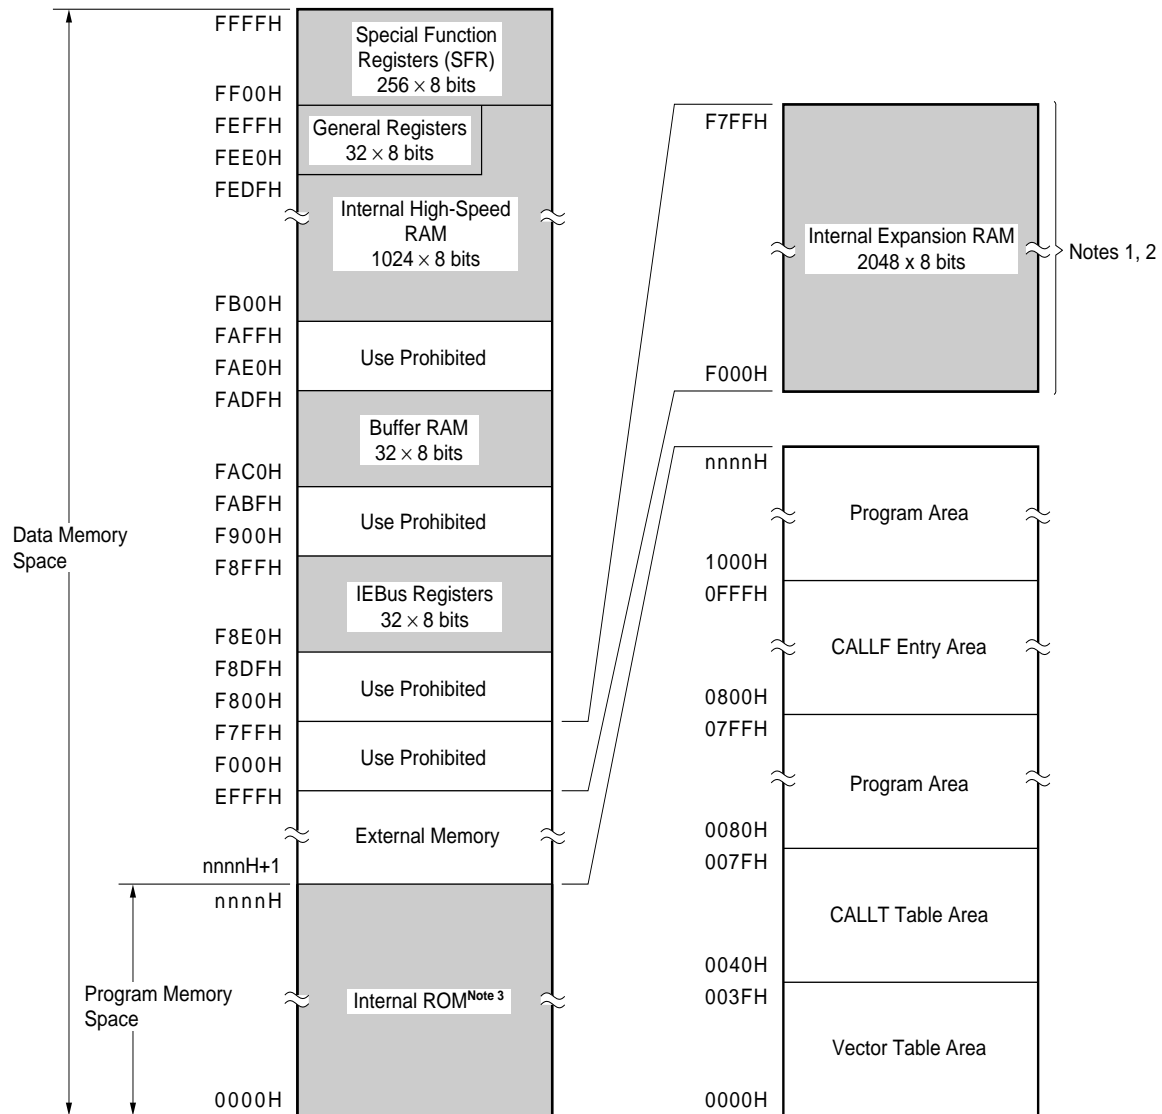 FFFFH
Special Function
Registers (SFR)
256 × 8 bits
FF00H
FEFFH
General Registers
32 × 8 bits
FEE0H
FEDFH
Internal High-Speed
RAM
1024 × 8 bits
FB00H
FAFFH
Use Prohibited
FAE0H
FADFH
Buffer RAM
32 × 8 bits
FAC0H
FABFH
Use Prohibited
F900H
F8FFH
IEBus Registers
32 × 8 bits
F8E0H
F8DFH
Use Prohibited
F800H
F7FFH
Use Prohibited
F000H
EFFFH
External Memory
nnnnH+1
nnnnH
Internal ROM Note 3
0000H
Data Memory
Space
Program Memory
Space
F7FFH
Internal Expansion RAM
2048 x 8 bits
Notes 1, 2
F000H
nnnnH
Program Area
1000H
0FFFH
CALLF Entry Area
0800H
07FFH
Program Area
0080H
007FH
CALLT Table Area
0040H
003FH
Vector Table Area
0000H